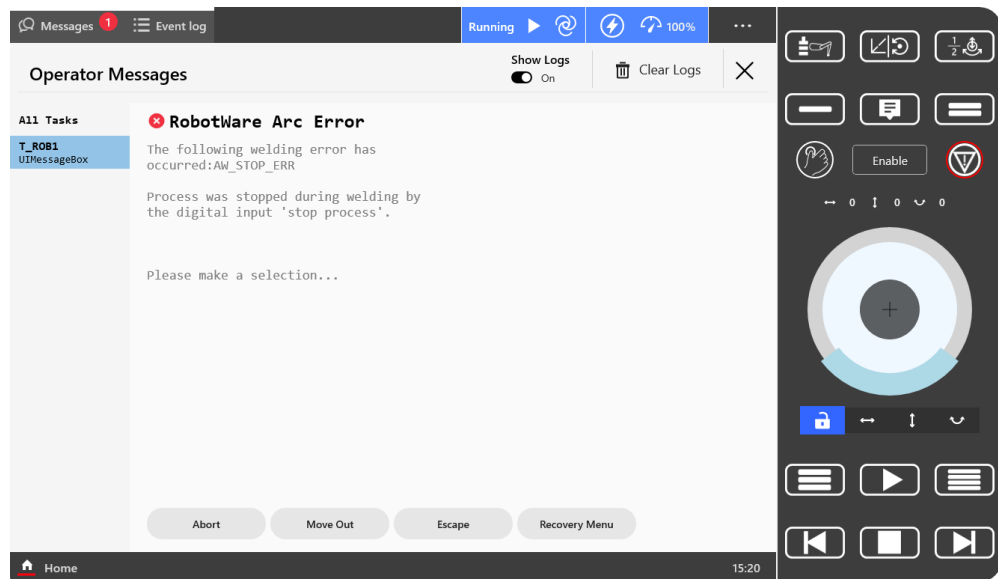 Messages 1 Event log
Running 100% ...
Operator Messages
Show Logs
On
Clear Logs
All Tasks
T_ROB1
UIMessageBox
RobotWare Arc Error
The following welding error has
occurred:AW_STOP_ERR
Process was stopped during welding by
the digital input 'stop process'.
Please make a selection...
Abort Move Out Escape Recovery Menu
Home 15:20
1
2
Enable
0 0 0